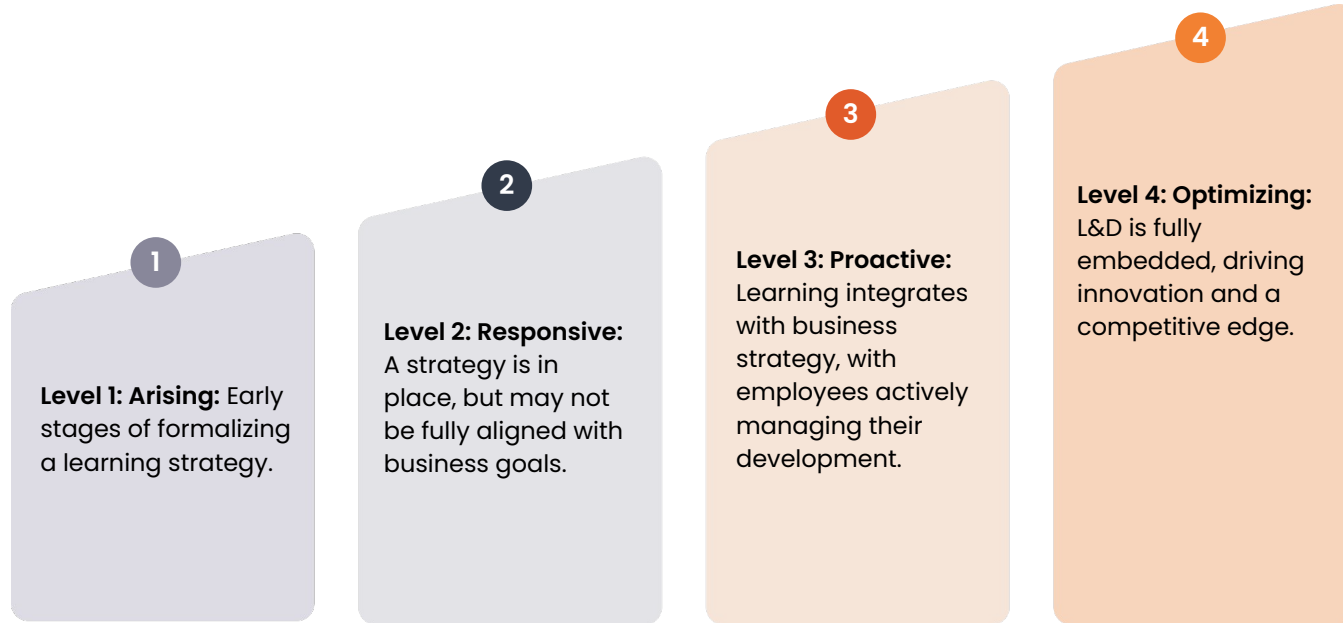 1
Level 1: Arising: Early
stages of formalizing
a learning strategy.
2
Level 2: Responsive:
A strategy is in
place, but may not
be fully aligned with
business goals.
3
Level 3: Proactive:
Learning integrates
with business
strategy, with
employees actively
managing their
development.
4
Level 4: Optimizing:
L&D is fully
embedded, driving
innovation and a
competitive edge.